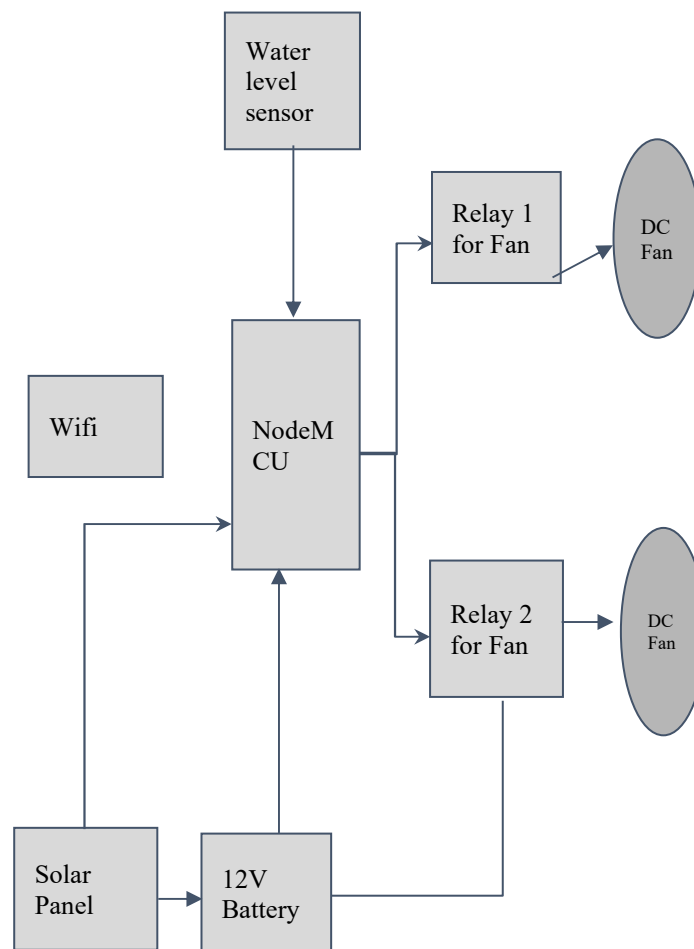 Water
level
sensor
Relay 1
for Fan
DC
Fan
Wifi
NodeM
CU
Relay 2
for Fan
DC
Fan
Solar
Panel
12V
Battery